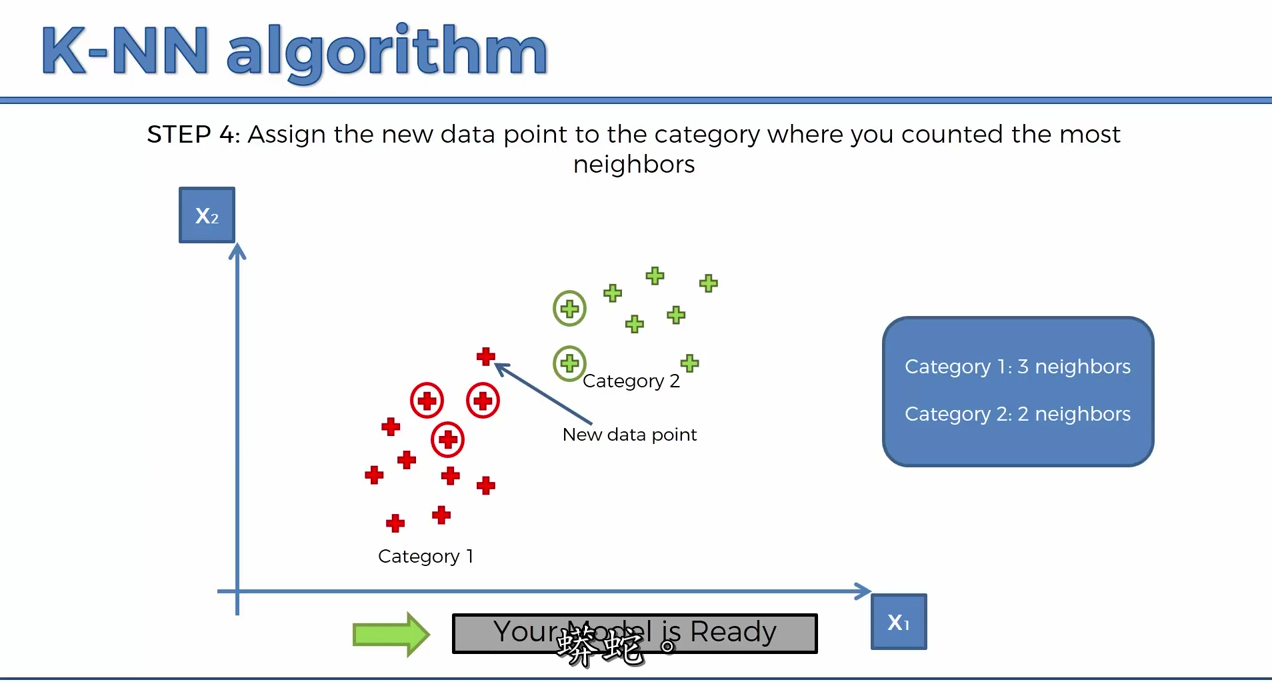 K-NN algorithm
STEP 4: Assign the new data point to the category where you counted the most
neighbors
X₂
Category 2
New data point
Category 1
Category 1: 3 neighbors
Category 2: 2 neighbors
X₁
Your Model is Ready
蟒蛇。